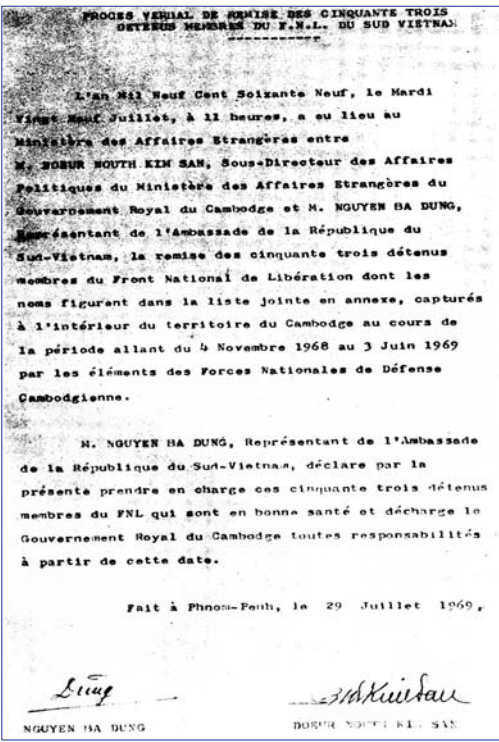 PROCES VERBAL DE REMISE DES CINQUANTE TROIS
DETENUS MEMBRES DU F.N.L. DU SUD VIETNAM
L'an Mil Neuf Cent Soixante Neuf, le Mardi
Vingt Neuf Juillet, à 11 heures, a eu lieu au
Ministère des Affaires Etrangères entre
M. DOEUR NOUTH KIM SAN, Sous-Directeur des Affaires
Politiques du Ministère des Affaires Etrangères du
Gouvernement Royal du Cambodge et M. NGUYEN BA DUNG,
Représentant de l'Ambassade de la République du
Sud-Vietnam, la remise des cinquante trois détenus
membres du Front National de Libération dont les
noms figurent dans la liste jointe en annexe, capturés
à l'intérieur du territoire du Cambodge au cours de
la période allant du 4 Novembre 1968 au 3 Juin 1969
par les éléments des Forces Nationales de Défense
Cambodgienne.
M. NGUYEN BA DUNG, Représentant de l'Ambassade
de la République du Sud-Vietnam, déclare par la
présente prendre en charge ces cinquante trois détenus
membres du FNL qui sont en bonne santé et décharge le
Gouvernement Royal du Cambodge toutes responsabilités
à partir de cette date.
Fait à Phnom-Penh, le 29 Juillet 1969,
Dung
NGUYEN BA DUNG
DOEUR NOUTH KIM SAN